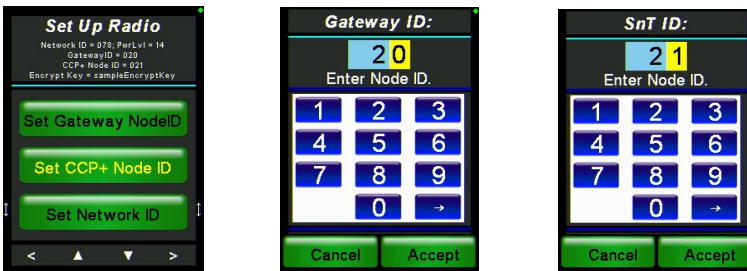 Set Up Radio
Network ID = 078; PwrLvl = 14
GatewayID = 020
CCP+ Node ID = 021
Encrypt Key = sampleEncryptKey
Set Gateway NodeID
Set CCP+ Node ID
Set Network ID
< ▲ ▼ >
Gateway ID:
20
Enter Node ID.
1 2 3
4 5 6
7 8 9
0 →
Cancel Accept
SnT ID:
21
Enter Node ID.
1 2 3
4 5 6
7 8 9
0 →
Cancel Accept